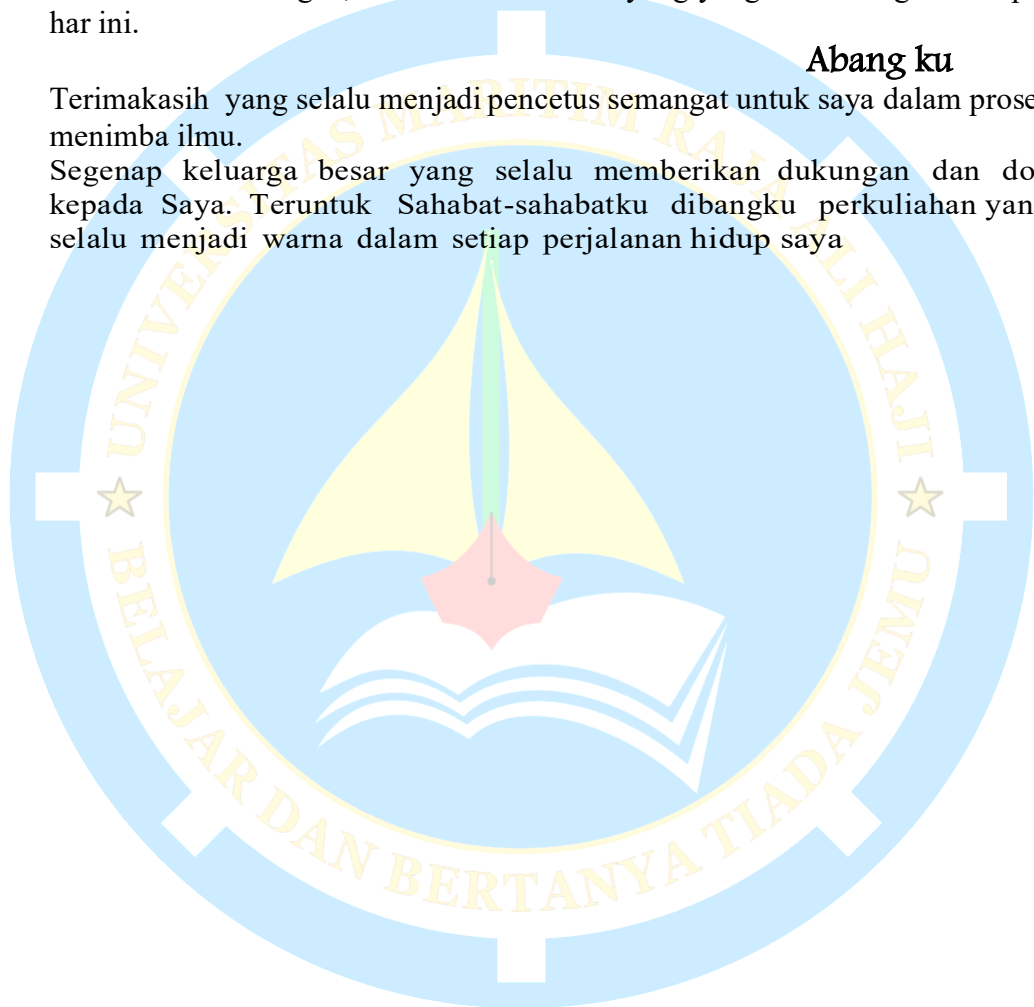 har ini.
Abang ku
Terimakasih yang selalu menjadi pencetus semangat untuk saya dalam prose
menimba ilmu.
Segenap keluarga besar yang selalu memberikan dukungan dan do
kepada Saya. Teruntuk Sahabat-sahabatku dibangku perkuliahan yan
selalu menjadi warna dalam setiap perjalanan hidup saya
UNIVERSITAS MARITIM RAJA ALI HAJI
BELAJAR DAN BERTANYA TIADA JEMU